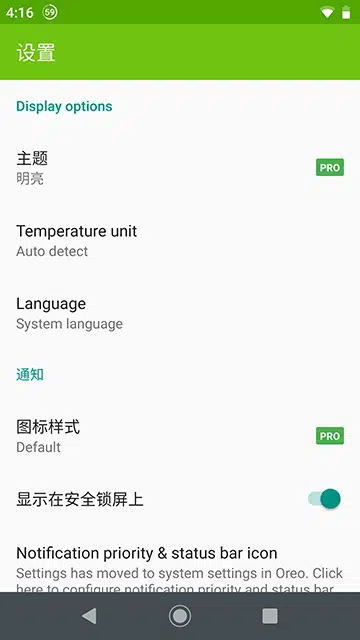 4:16 59
设置
Display options
主题
明亮
PRO
Temperature unit
Auto detect
Language
System language
通知
图标样式
Default
PRO
显示在安全锁屏上
Notification priority & status bar icon
Settings has moved to system settings in Oreo. Click
here to configure notification priority and status bar